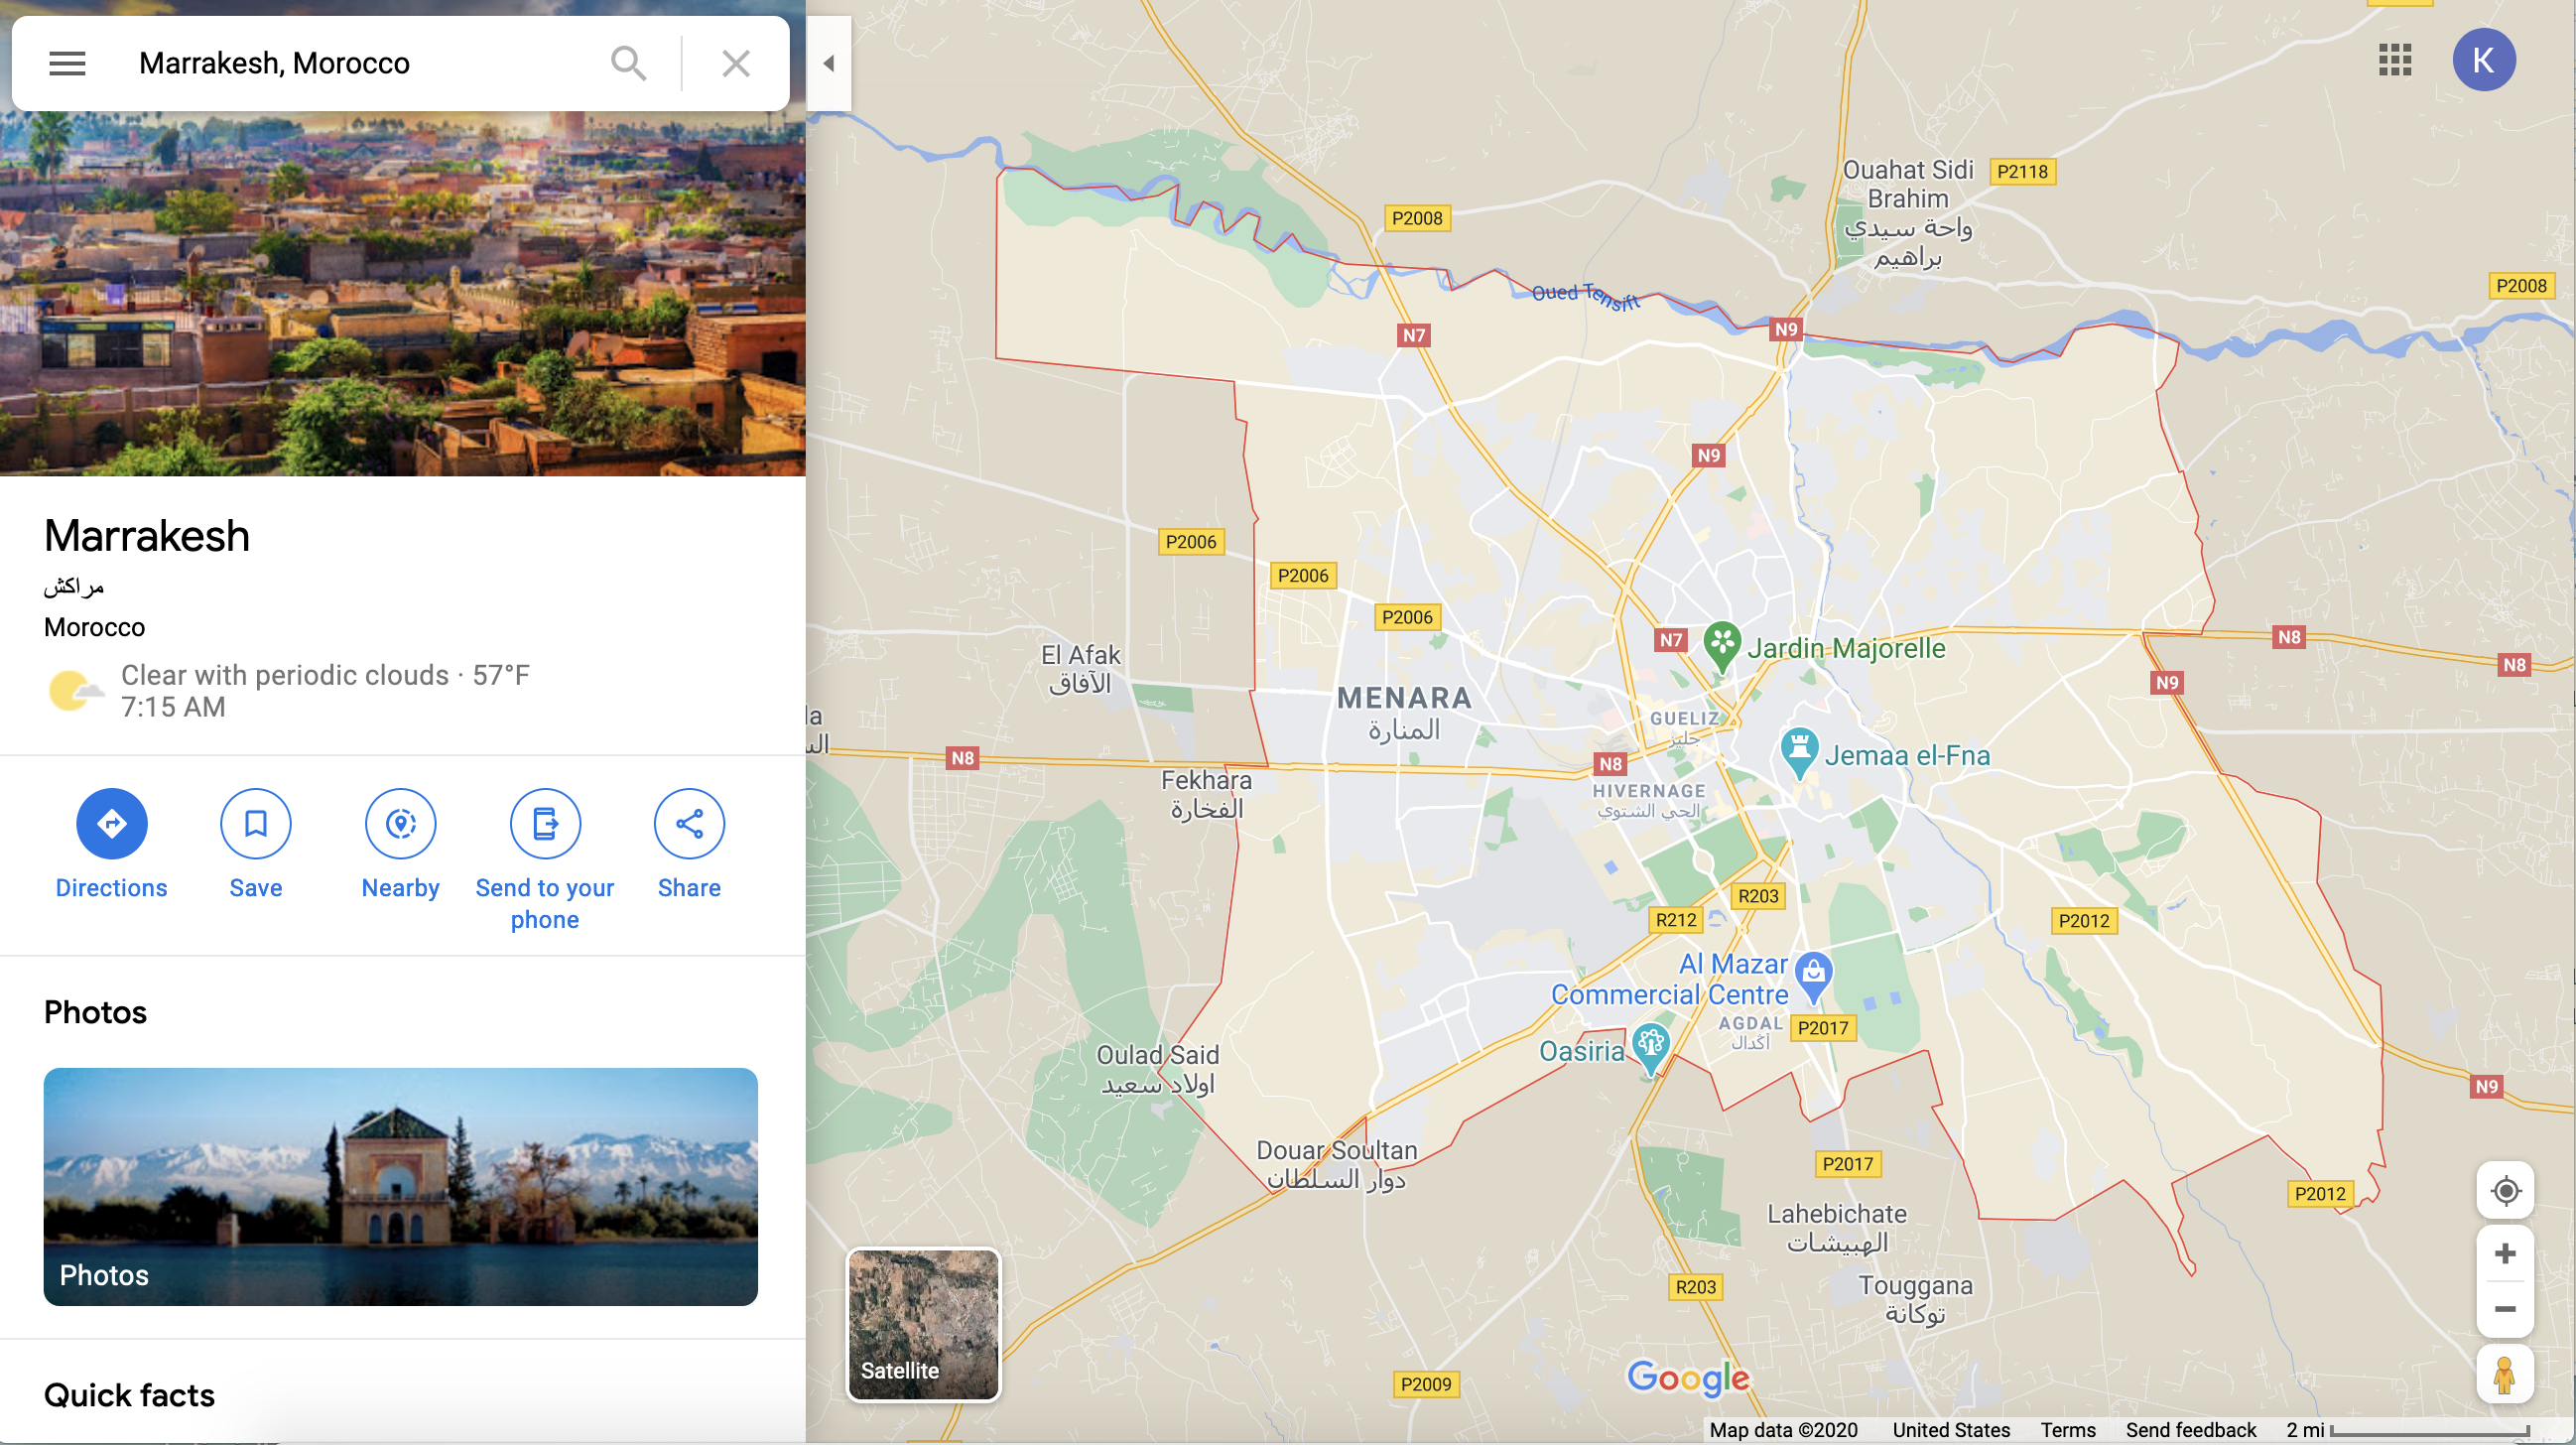 Marrakesh, Morocco
Marrakesh
مراكش
Morocco
Clear with periodic clouds · 57°F
7:15 AM
Directions
Save
Nearby
Send to your
phone
Share
Photos
Photos
Quick facts
K
Ouahat Sidi
Brahim
واحة سيدي
براهيم
P2118
P2008
P2008
Oued Tensift
N7
N9
N9
P2006
P2006
P2006
N7
Jardin Majorelle
N8
N8
N9
El Afak
الآفاق
MENARA
المنارة
GUELIZ
جليز
Jemaa el-Fna
N8
N8
Fekhara
الفخارة
HIVERNAGE
الحي الشتوي
R203
R212
P2012
Al Mazar
Commercial Centre
AGDAL
أكدال
P2017
Oasiria
Oulad Said
اولاد سعيد
N9
Douar Soultan
دوار السلطان
P2017
P2012
Lahebichate
الهبيشات
R203
Touggana
توكانة
P2009
Satellite
Google
Map data ©2020
United States
Terms
Send feedback
2 mi